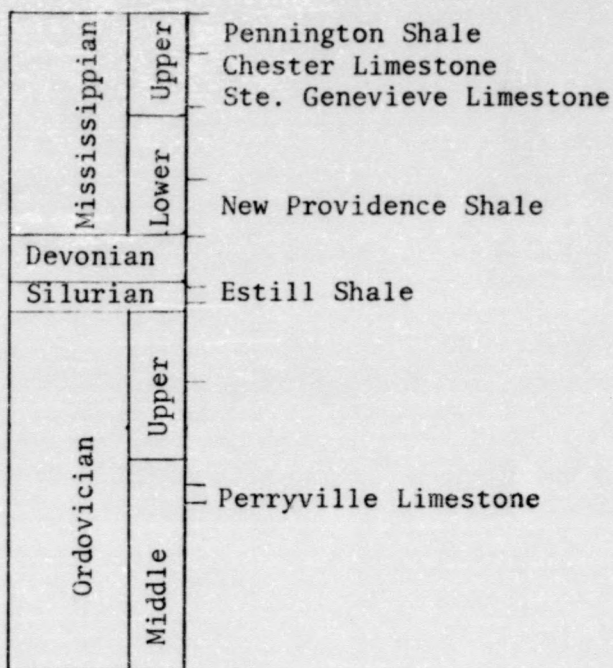 Mississippian
Upper
Pennington Shale
Chester Limestone
Ste. Genevieve Limestone
Lower
New Providence Shale
Devonian
Silurian
Estill Shale
Ordovician
Upper
Perryville Limestone
Middle